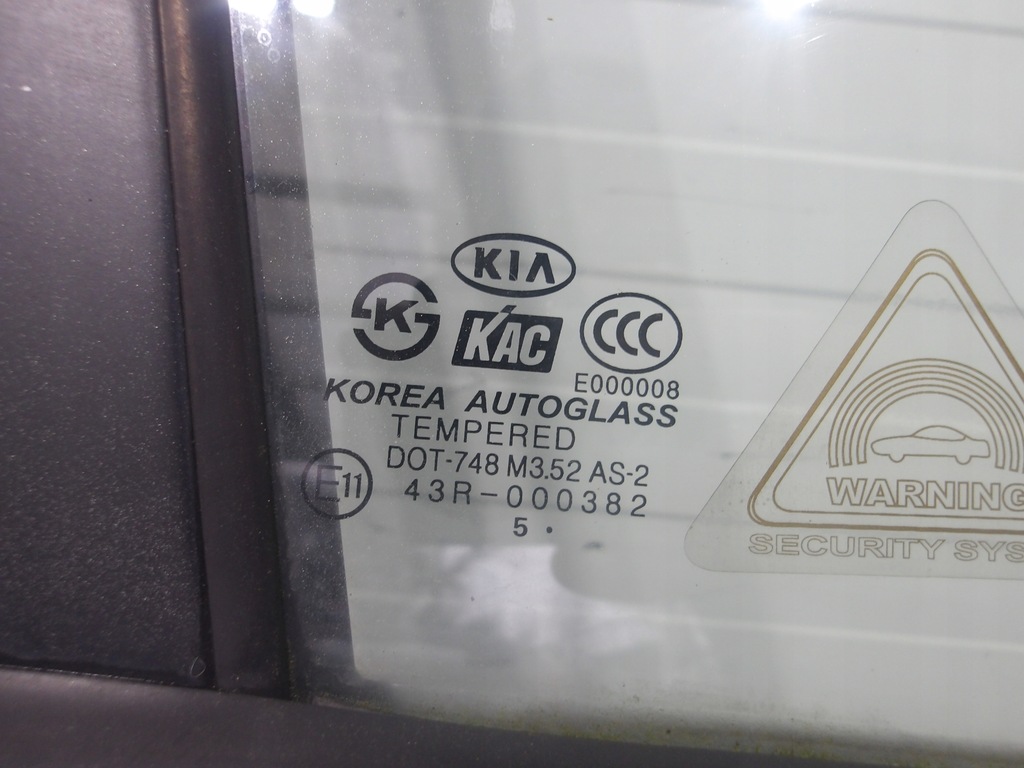 KIA
K
KAC
CCC
E000008
KOREA AUTOGLASS
TEMPERED
DOT-748 M3.52 AS-2
E11
43R-000382
5 •
WARNING
SECURITY SYS